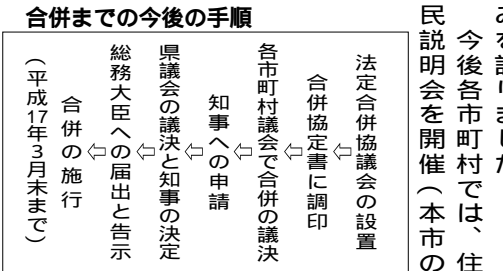 今後各市町村では、住
民説明会を開催（本市の
合併までの今後の手順
法定合併協議会の設置
⇦
合併協定書に調印
⇦
各市町村議会で合併の議決
⇦
知事への申請
⇦
県議会の議決と知事の決定
⇦
総務大臣への届出と告示
⇦
合併の施行
（平成17年３月末まで）